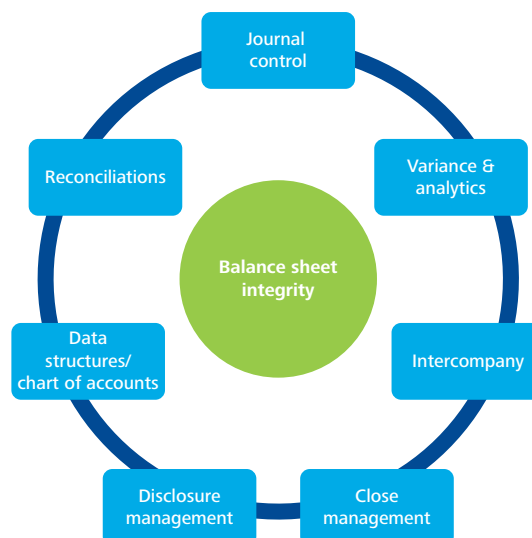 Journal
control
Variance &
analytics
Intercompany
Close
management
Disclosure
management
Data
structures/
chart of accounts
Reconciliations
Balance sheet
integrity